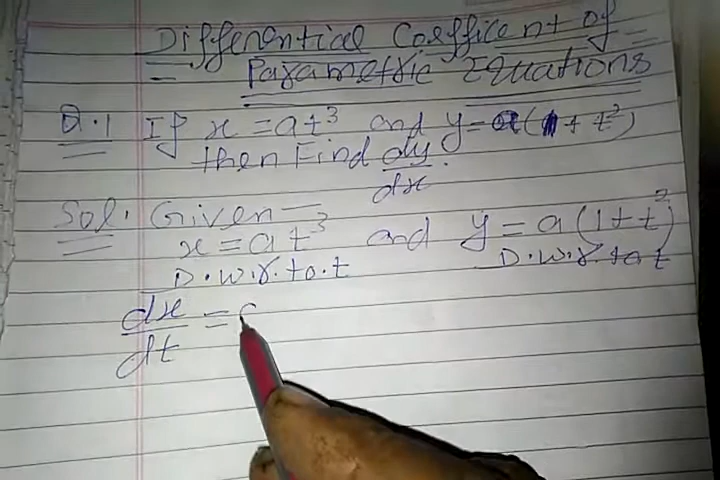 Differential Coefficent of
Parametric Equations
Q.1 If x = at³ and y = a(1 + t²)
then Find dy/dx.
Sol. Given
x = at³ and y = a(1 + t²)
D.w.r.to.t D.w.r.to t
dx/dt =